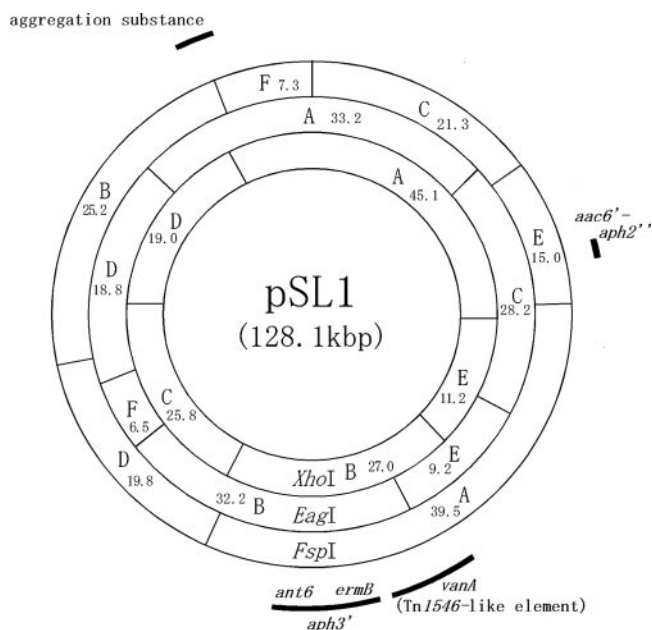 aggregation substance
F 7.3
C 21.3
A 33.2
A 45.1
B 25.2
D 19.0
aac6'-
aph2''
E 15.0
D 18.8
C 28.2
pSL1
(128.1kbp)
E 11.2
C 25.8
F 6.5
XhoI B 27.0
E 9.2
D 19.8
32.2 B
A 39.5
EagI
FspI
ant6 ermB
aph3'
vanA
(Tn1546-like element)